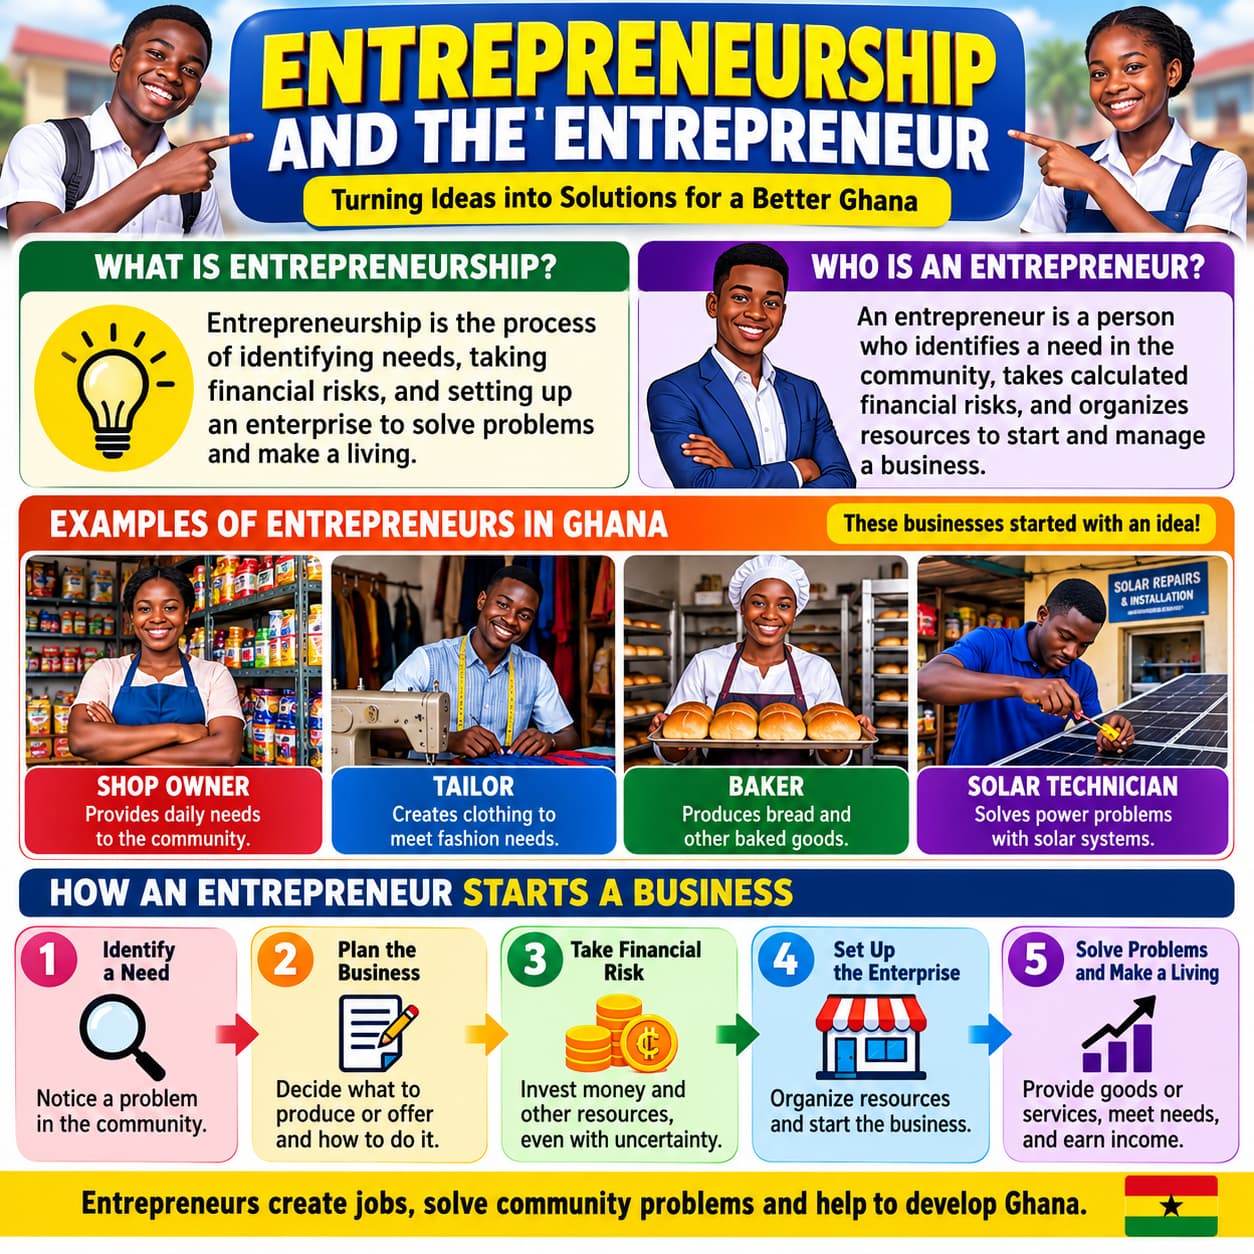 ENTREPRENEURSHIP
AND THE ' ENTREPRENEUR
Turning Ideas into Solutions for a Better Ghana
WHAT IS ENTREPRENEURSHIP?
Entrepreneurship is the process
of identifying needs, taking
financial risks, and setting up
an enterprise to solve problems
and make a living.
WHO IS AN ENTREPRENEUR?
An entrepreneur is a person
who identifies a need in the
community, takes calculated
financial risks, and organizes
resources to start and manage
a business.
EXAMPLES OF ENTREPRENEURS IN GHANA
These businesses started with an idea!
SOLAR REPAIRS
& INSTALLATION
SHOP OWNER
Provides daily needs
to the community.
TAILOR
Creates clothing to
meet fashion needs.
BAKER
Produces bread and
other baked goods.
SOLAR TECHNICIAN
Solves power problems
with solar systems.
HOW AN ENTREPRENEUR STARTS A BUSINESS
1 Identify
a Need
Notice a problem
in the community.
2 Plan the
Business
Decide what to
produce or offer
and how to do it.
3 Take Financial
Risk
₵
Invest money and
other resources,
even with uncertainty.
4 Set Up
the Enterprise
Organize resources
and start the business.
5 Solve Problems
and Make a Living
Provide goods or
services, meet needs,
and earn income.
Entrepreneurs create jobs, solve community problems and help to develop Ghana.